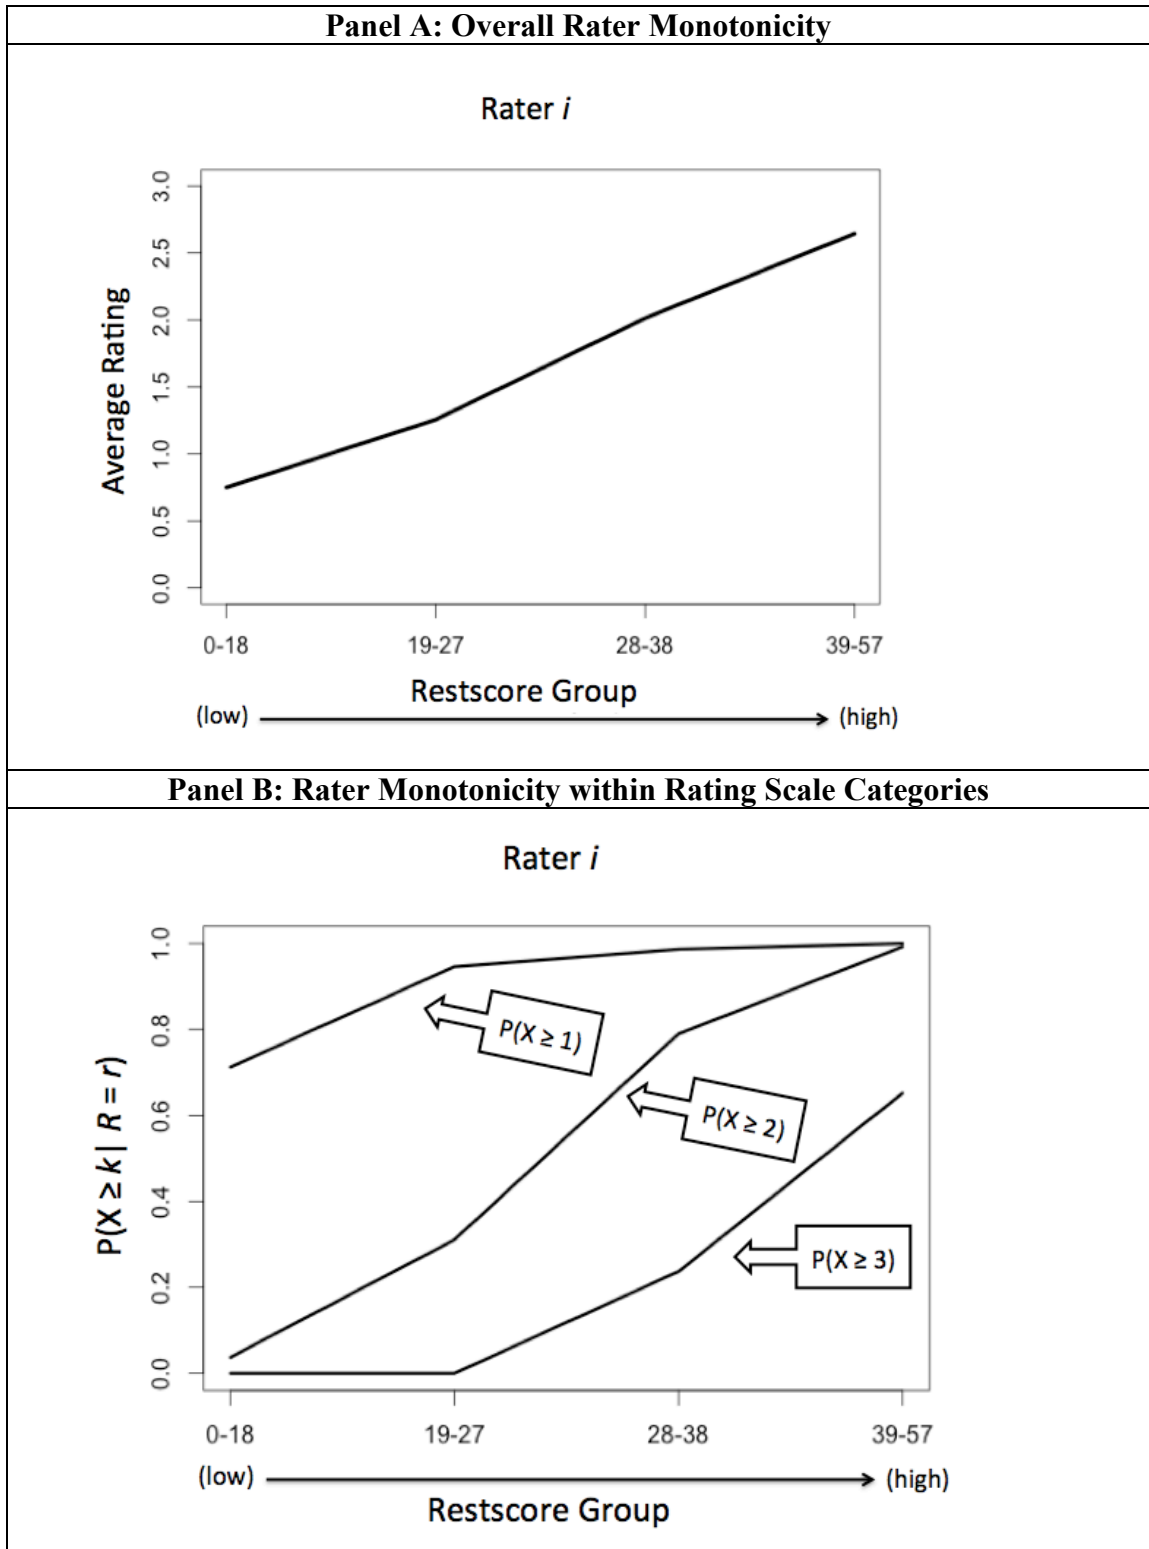 Panel A: Overall Rater Monotonicity
Rater i
Average Rating
3.0
2.5
2.0
1.5
1.0
0.5
0.0
0-18 19-27 28-38 39-57
Restscore Group
(low) (high)
Panel B: Rater Monotonicity within Rating Scale Categories
Rater i
P(X ≥ k | R = r)
1.0
0.8
0.6
0.4
0.2
0.0
P(X ≥ 1)
P(X ≥ 2)
P(X ≥ 3)
0-18 19-27 28-38 39-57
(low) (high)
Restscore Group